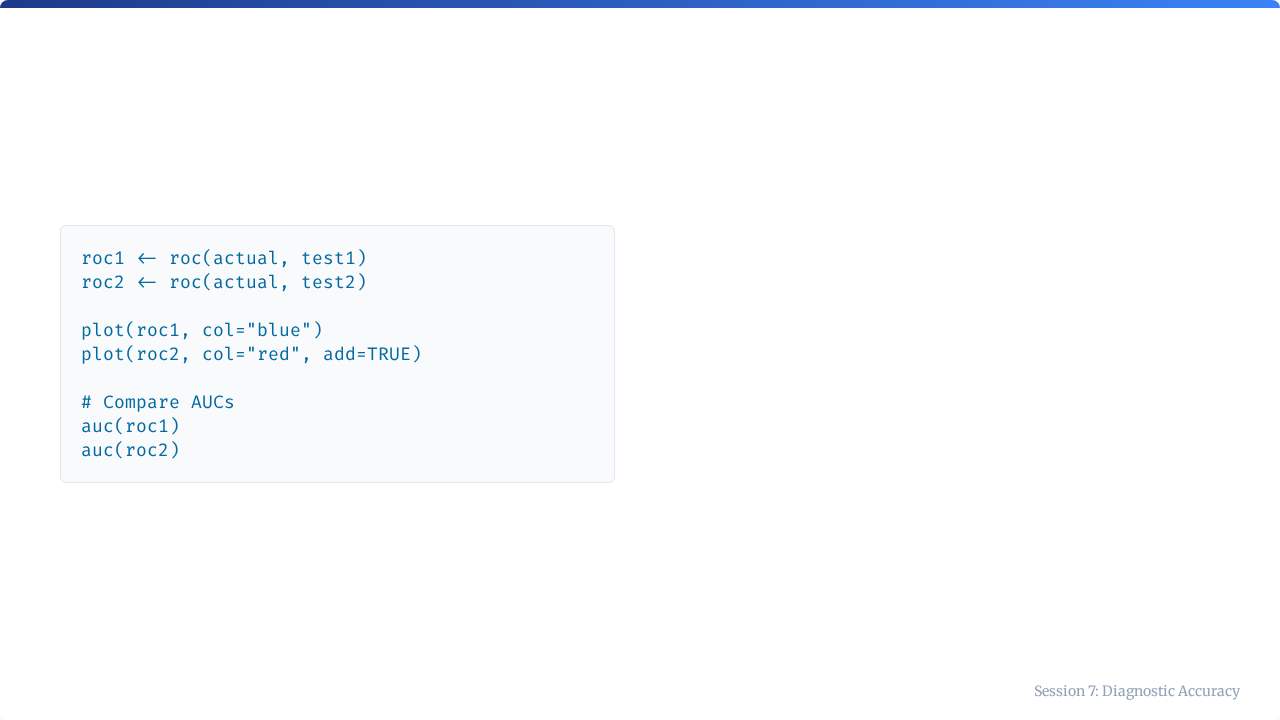 roc1 <- roc(actual, test1)
roc2 <- roc(actual, test2)
plot(roc1, col="blue")
plot(roc2, col="red", add=TRUE)
# Compare AUCs
auc(roc1)
auc(roc2)
Session 7: Diagnostic Accuracy